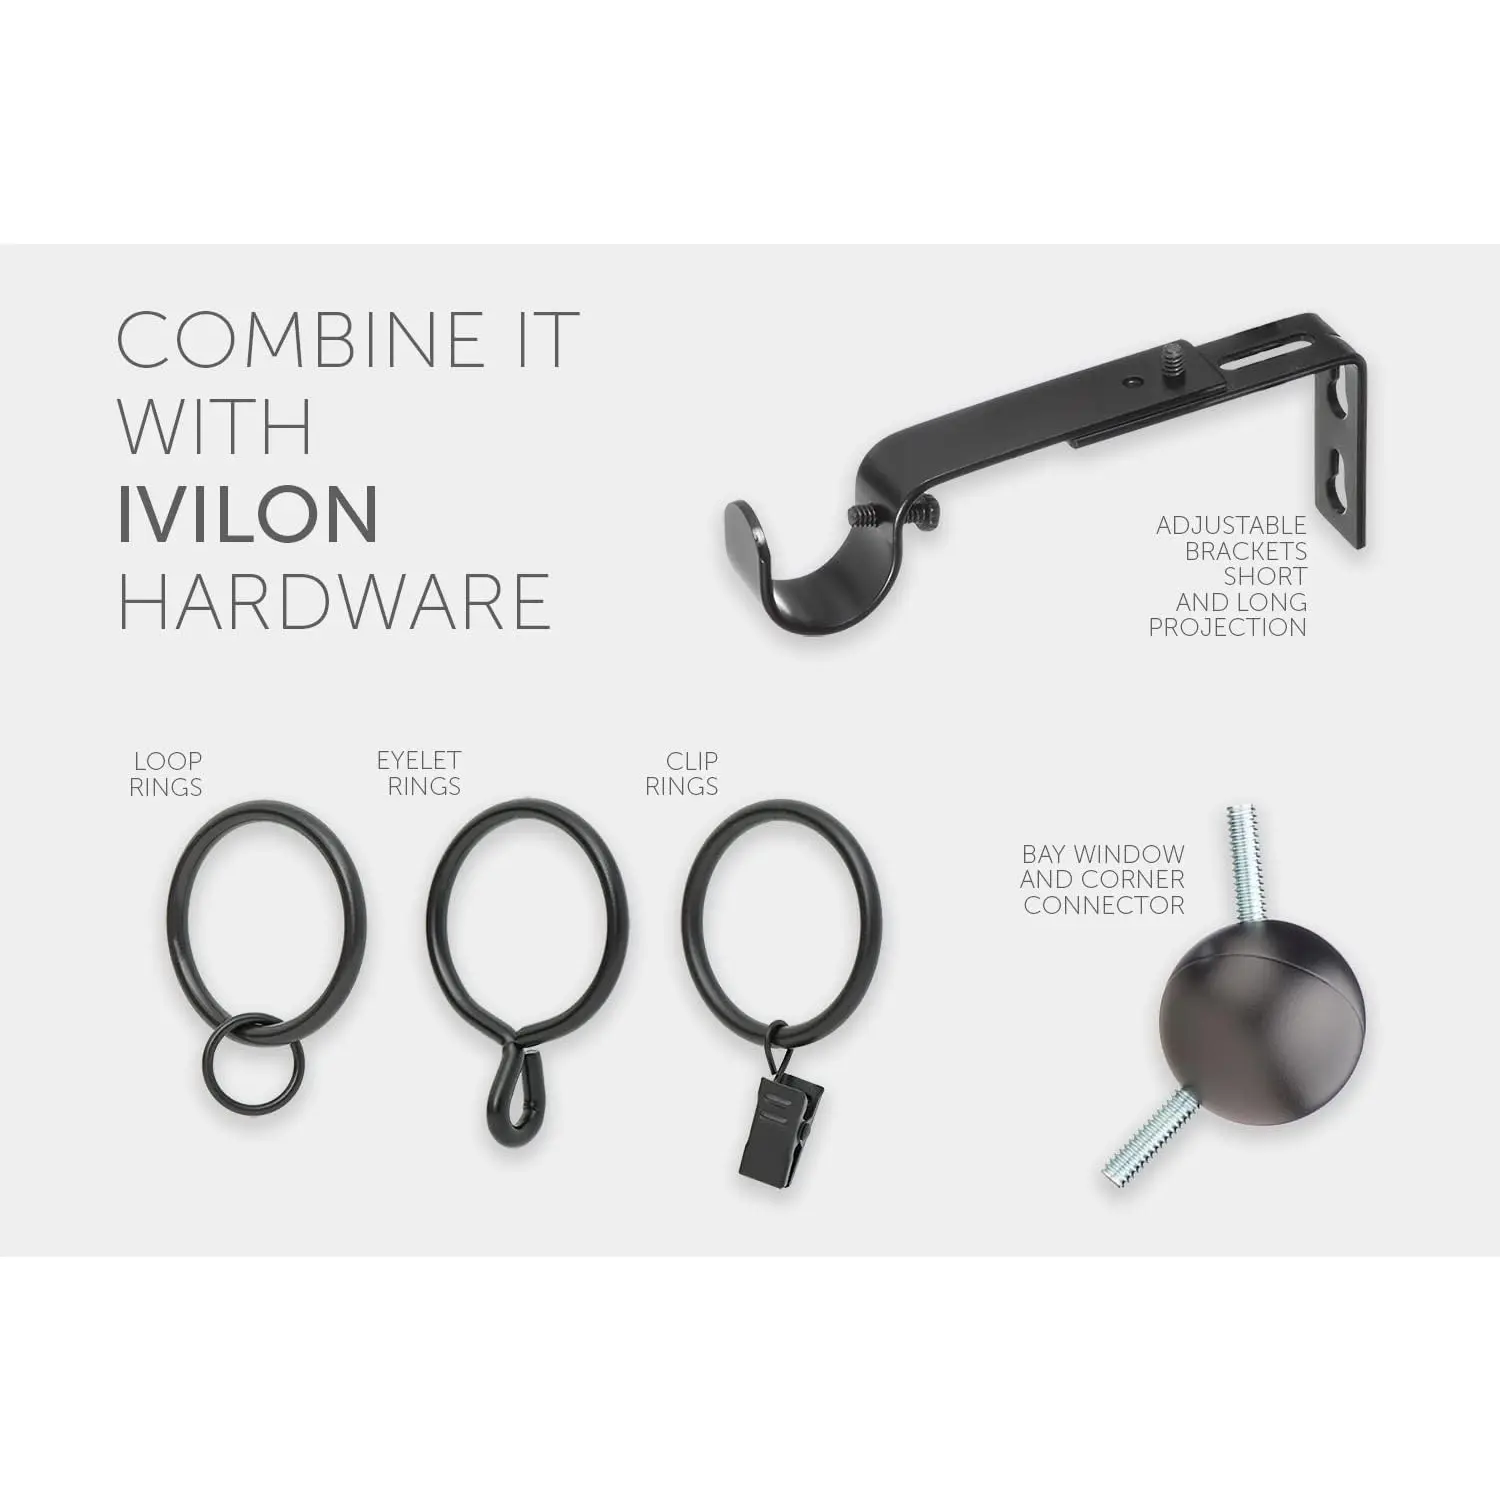 COMBINE IT
WITH
IVILON
HARDWARE
ADJUSTABLE
BRACKETS
SHORT
AND LONG
PROJECTION
LOOP
RINGS
EYELET
RINGS
CLIP
RINGS
BAY WINDOW
AND CORNER
CONNECTOR